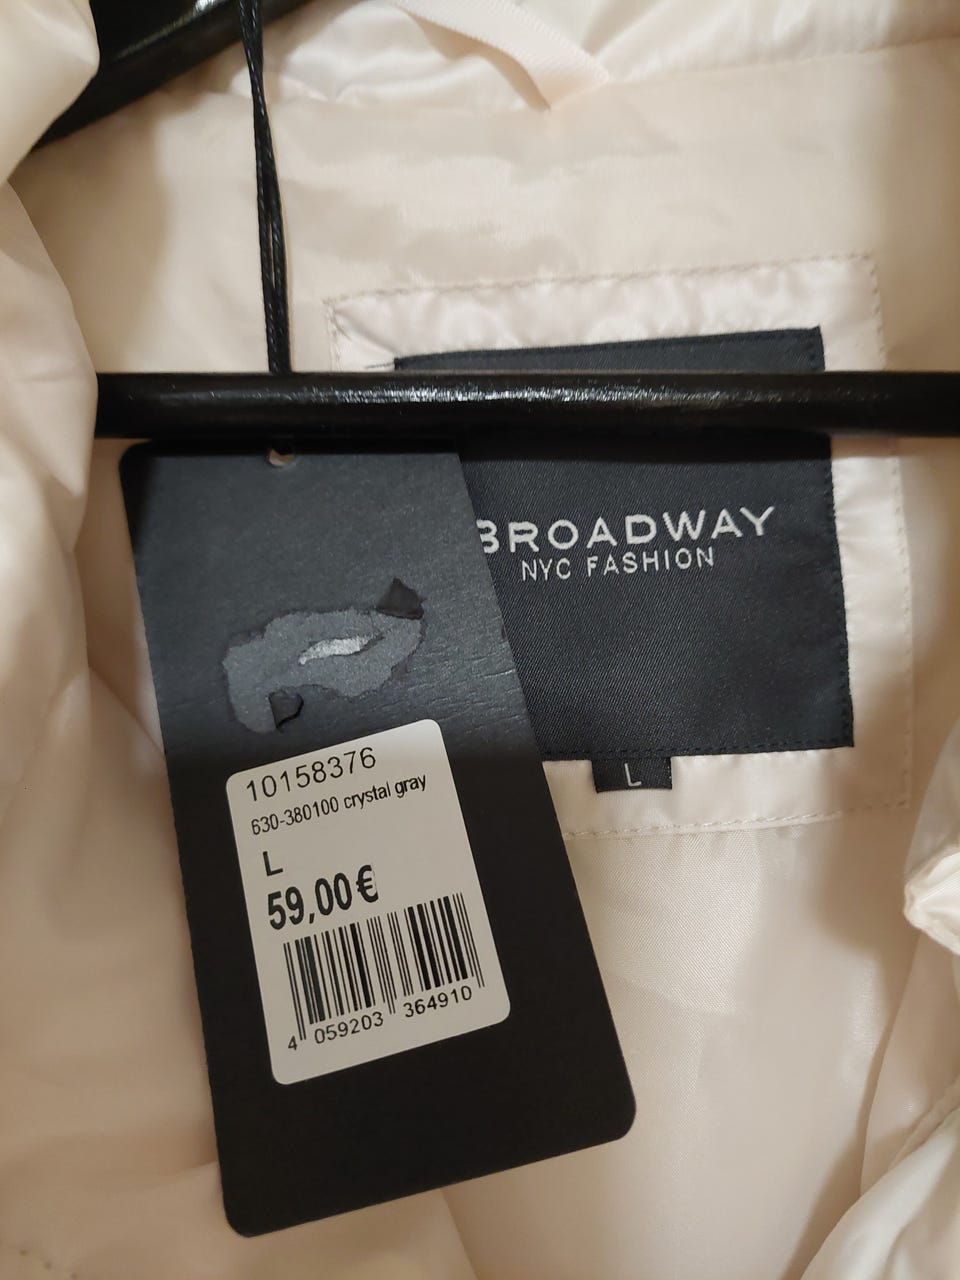 BROADWAY
NYC FASHION
L
10158376
630-380100 crystal gray
L
59,00€
4 059203 364910